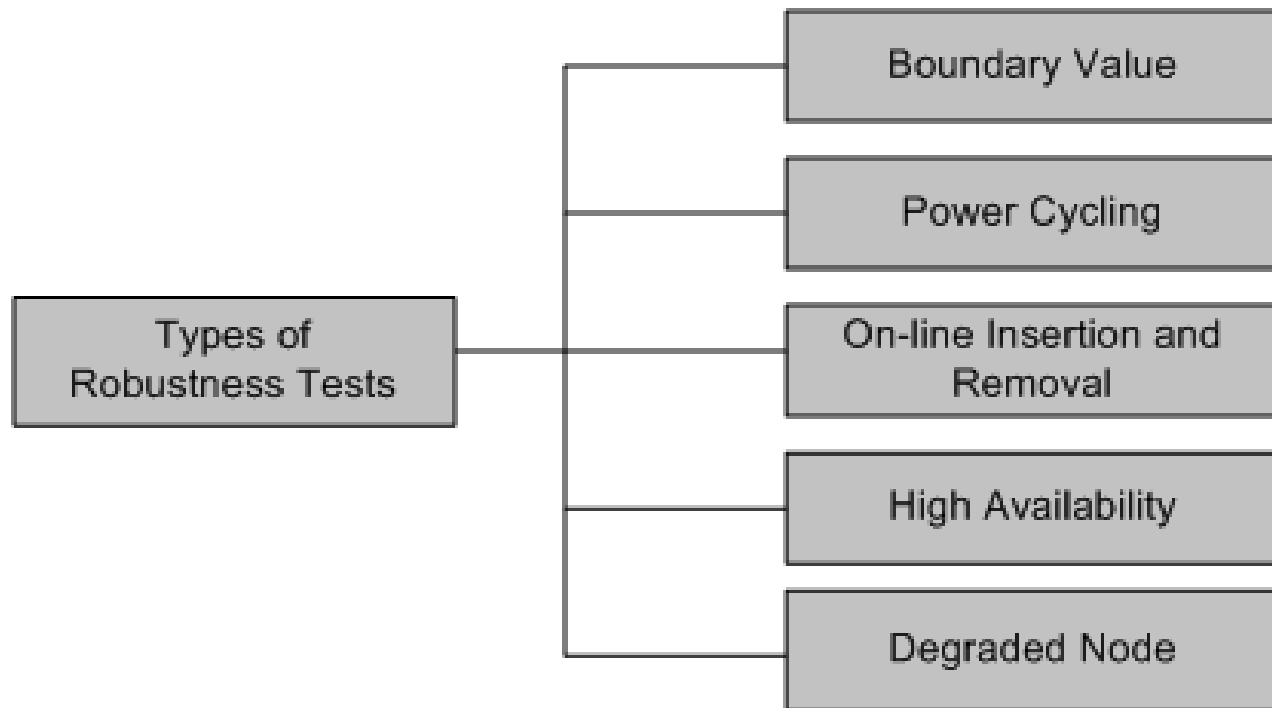 Boundary Value
Power Cycling
Types of
Robustness Tests
On-line Insertion and
Removal
High Availability
Degraded Node